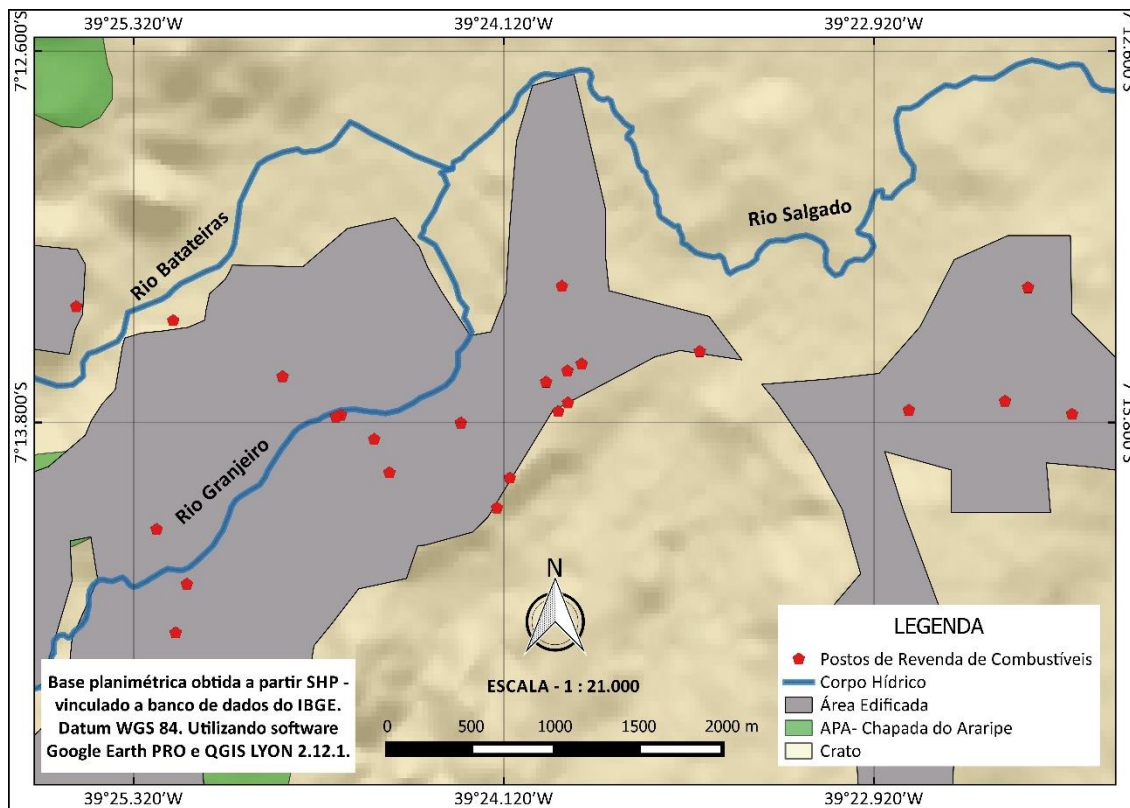 39°25.320'W 39°24.120'W 39°22.920'W
7°12.600'S
7°12.600'S
Rio Batateiras
Rio Salgado
7°13.800'S
Rio Granjeiro
N
ESCALA - 1 : 21.000
0 500 1000 1500 2000 m
Base planimétrica obtida a partir SHP -
vinculado a banco de dados do IBGE.
Datum WGS 84. Utilizando software
Google Earth PRO e QGIS LYON 2.12.1.
LEGENDA
Postos de Revenda de Combustíveis
Corpo Hídrico
Área Edificada
APA- Chapada do Araripe
Crato
39°25.320'W 39°24.120'W 39°22.920'W